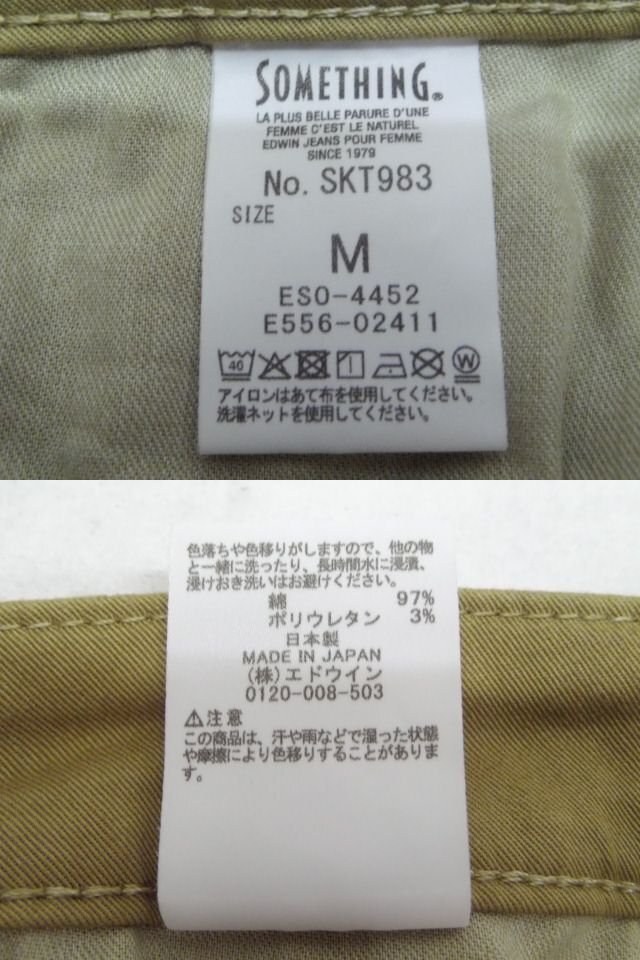 SOMETHING®
LA PLUS BELLE PARURE D'UNE
FEMME C'EST LE NATUREL
EDWIN JEANS POUR FEMME
SINCE 1979
No. SKT983
SIZE
M
ESO-4452
E556-02411
40 W
アイロンはあて布を使用してください。
洗濯ネットを使用してください。
色落ちや色移りがしますので、他の物
と一緒に洗ったり、長時間水に浸漬、
浸けおき洗いはお避けください。
綿 97%
ポリウレタン 3%
日本製
MADE IN JAPAN
(株)エドウイン
0120-008-503
⚠注意
この商品は、汗や雨などで湿った状態
や摩擦により色移りすることがありま
す。